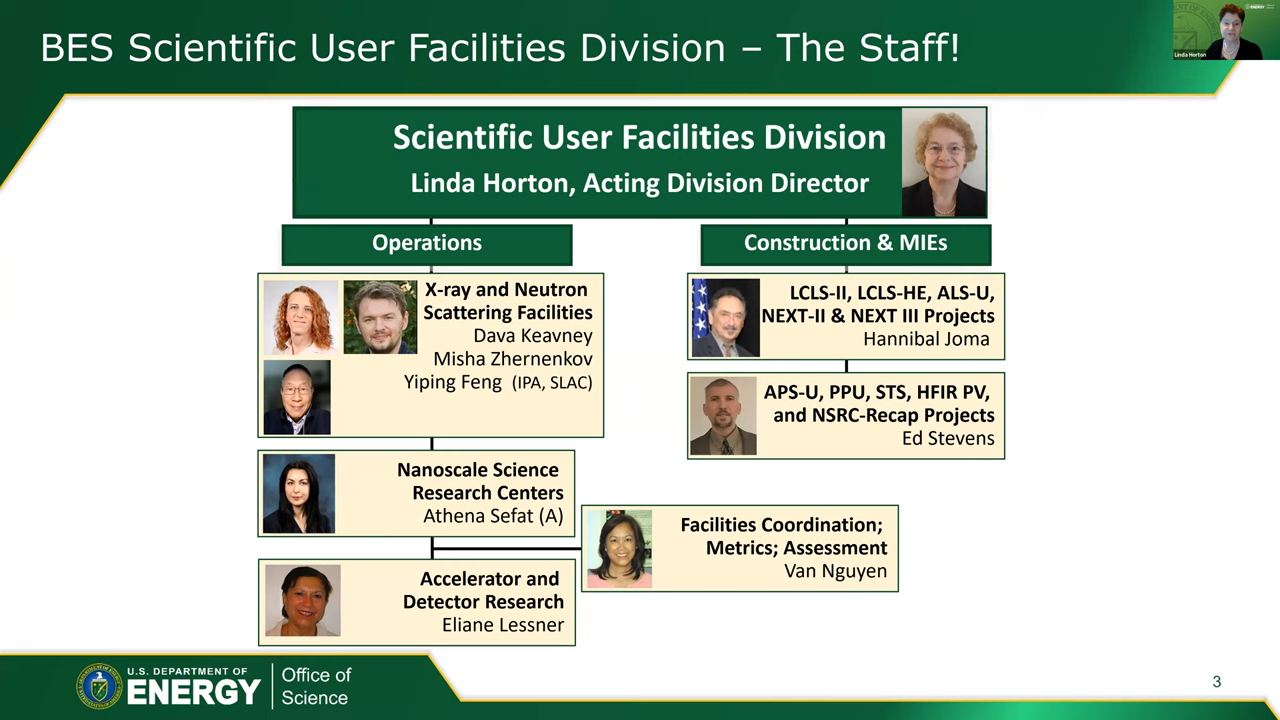 BES Scientific User Facilities Division – The Staff!
Linda Horton
Scientific User Facilities Division
Linda Horton, Acting Division Director
Operations
X-ray and Neutron
Scattering Facilities
Dava Keavney
Misha Zhernenkov
Yiping Feng (IPA, SLAC)
Nanoscale Science
Research Centers
Athena Sefat (A)
Accelerator and
Detector Research
Eliane Lessner
Facilities Coordination;
Metrics; Assessment
Van Nguyen
Construction & MIEs
LCLS-II, LCLS-HE, ALS-U,
NEXT-II & NEXT III Projects
Hannibal Joma
APS-U, PPU, STS, HFIR PV,
and NSRC-Recap Projects
Ed Stevens
U.S. DEPARTMENT OF
ENERGY
Office of
Science
3